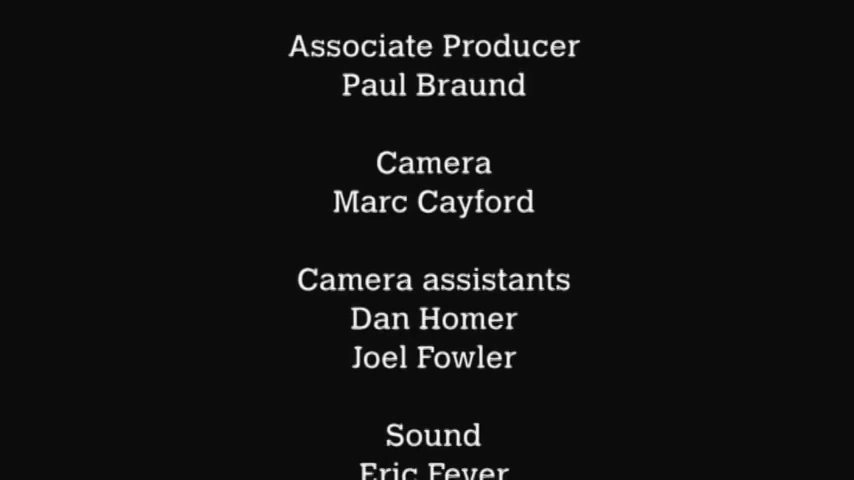 Associate Producer
Paul Braund
Camera
Marc Cayford
Camera assistants
Dan Homer
Joel Fowler
Sound
Eric Fever